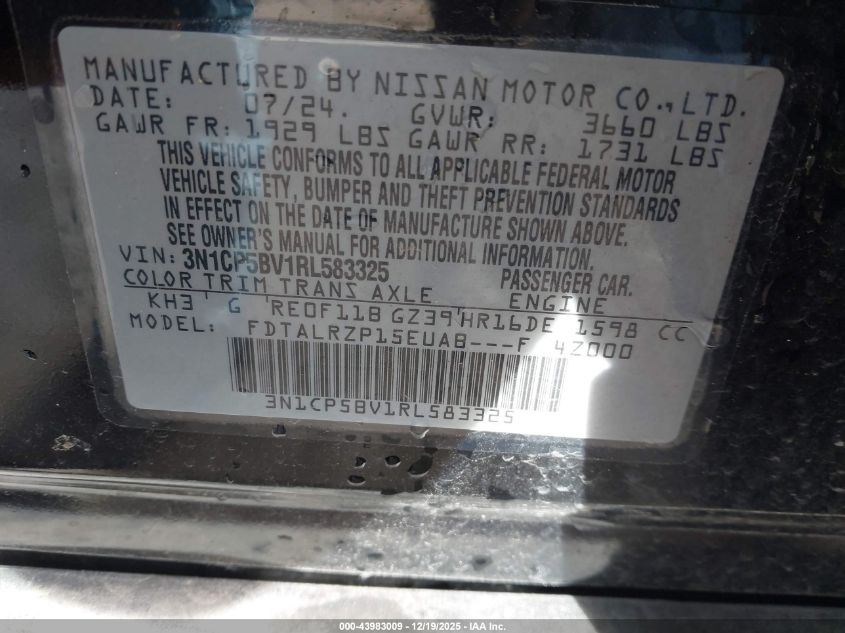 MANUFACTURED BY NISSAN MOTOR CO., LTD.
DATE: 07/24. GVWR: 3660 LBS
GAWR FR: 1929 LBS GAWR RR: 1731 LBS
THIS VEHICLE CONFORMS TO ALL APPLICABLE FEDERAL MOTOR
VEHICLE SAFETY, BUMPER AND THEFT PREVENTION STANDARDS
IN EFFECT ON THE DATE OF MANUFACTURE SHOWN ABOVE.
SEE OWNER'S MANUAL FOR ADDITIONAL INFORMATION.
VIN: 3N1CP5BV1RL583325 PASSENGER CAR.
COLOR TRIM TRANS AXLE ENGINE
KH3 G RE0F11B GZ39 HR16DE 1598 CC
MODEL: FDTALRZP15EUAB---F 4Z000
3N1CP5BV1RL583325
000-43983009 - 12/19/2025 - IAA Inc.